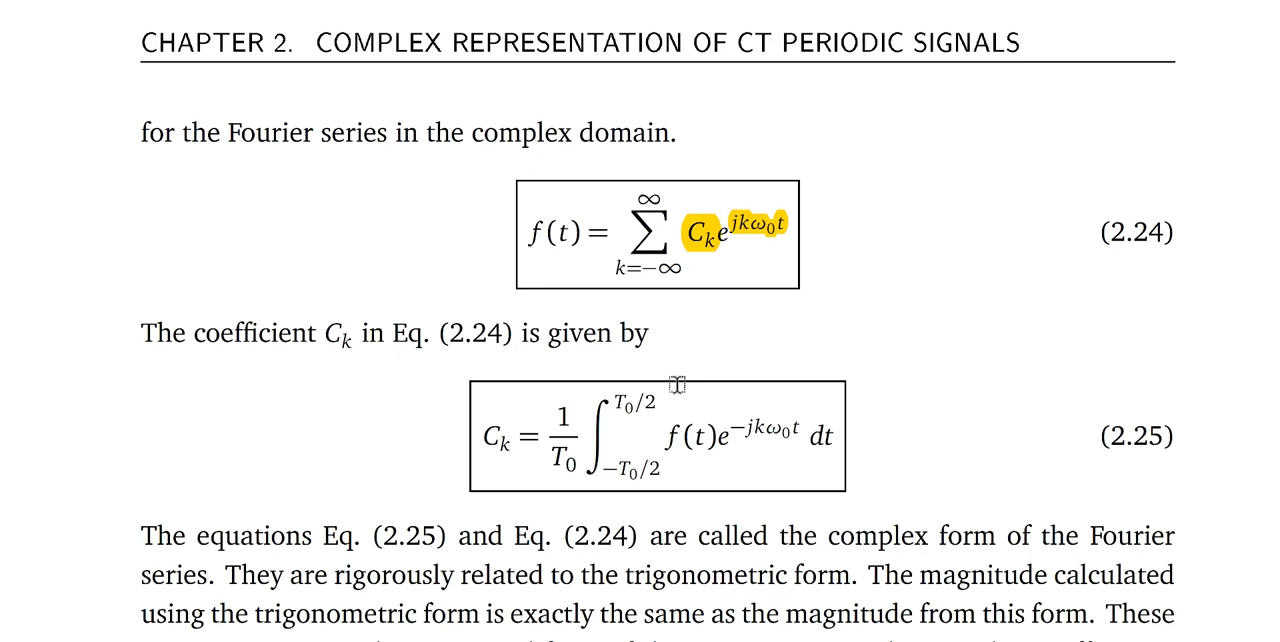 CHAPTER 2. COMPLEX REPRESENTATION OF CT PERIODIC SIGNALS
for the Fourier series in the complex domain.
f(t) = ∑_{k=−∞}^{∞} C_k e^{jkω_0t} (2.24)
The coefficient C_k in Eq. (2.24) is given by
C_k = \frac{1}{T_0} ∫_{−T_0/2}^{T_0/2} f(t)e^{−jkω_0t} dt (2.25)
The equations Eq. (2.25) and Eq. (2.24) are called the complex form of the Fourier
series. They are rigorously related to the trigonometric form. The magnitude calculated
using the trigonometric form is exactly the same as the magnitude from this form. These